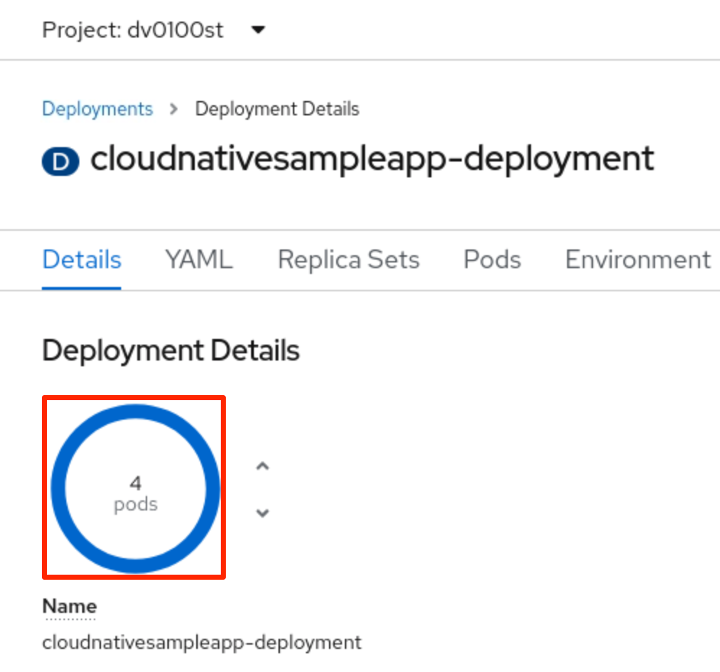 Project: dv0100st
Deployments > Deployment Details
D cloudnativesampleapp-deployment
Details YAML Replica Sets Pods Environment
Deployment Details
4
pods
Name
cloudnativesampleapp-deployment